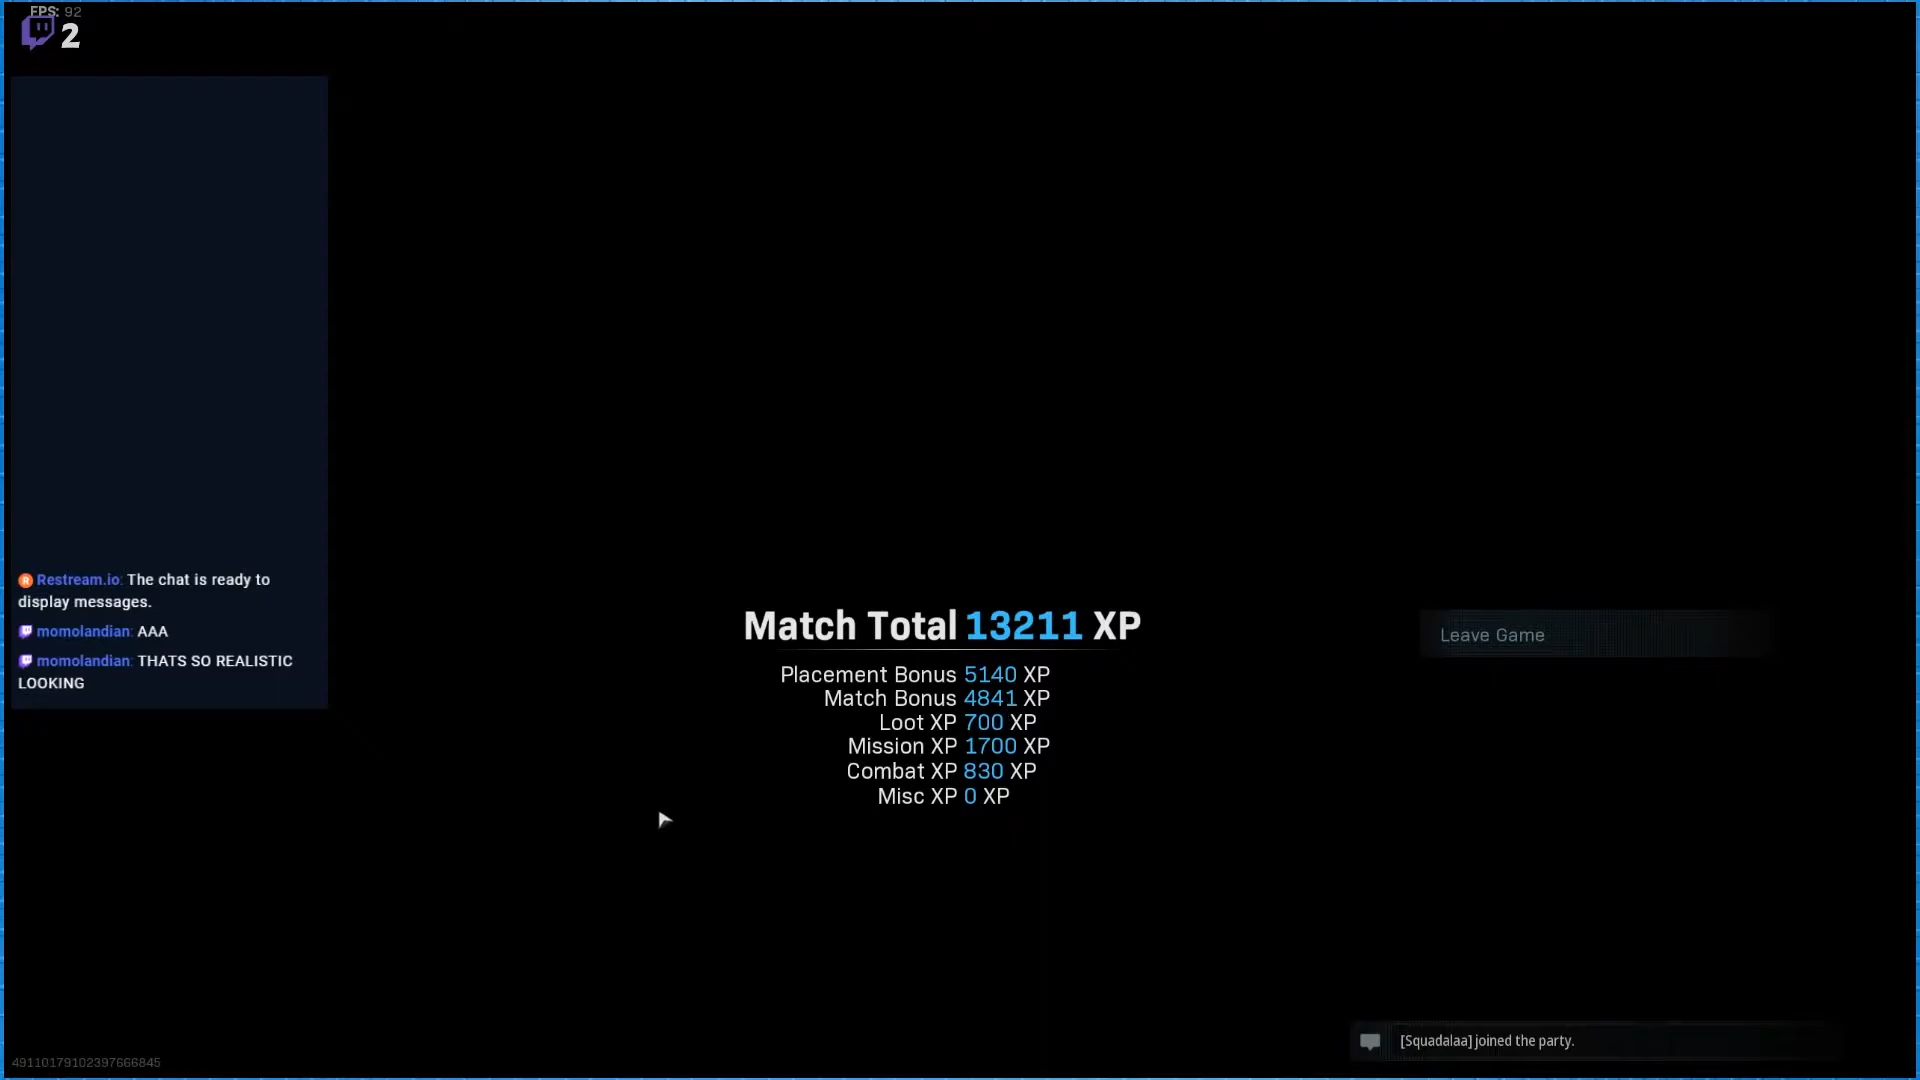 FPS: 92
2
Restream.io: The chat is ready to
display messages.
momolandian: AAA
momolandian: THATS SO REALISTIC
LOOKING
Match Total 13211 XP
Placement Bonus 5140 XP
Match Bonus 4841 XP
Loot XP 700 XP
Mission XP 1700 XP
Combat XP 830 XP
Misc XP 0 XP
Leave Game
[Squadalaa] joined the party.
49110179102397666845